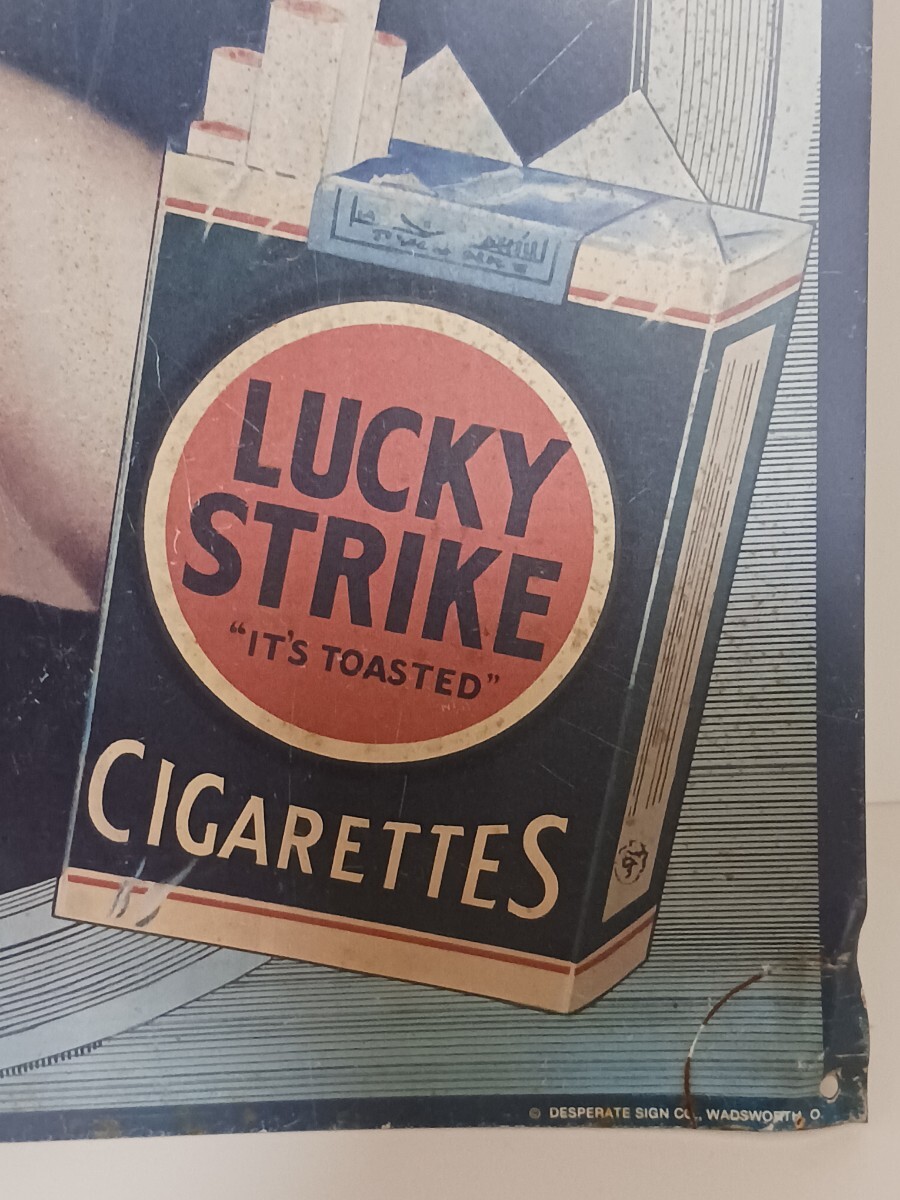 LUCKY
STRIKE
"IT'S TOASTED"
CIGARETTES
© DESPERATE SIGN CO., WADSWORTH, O.